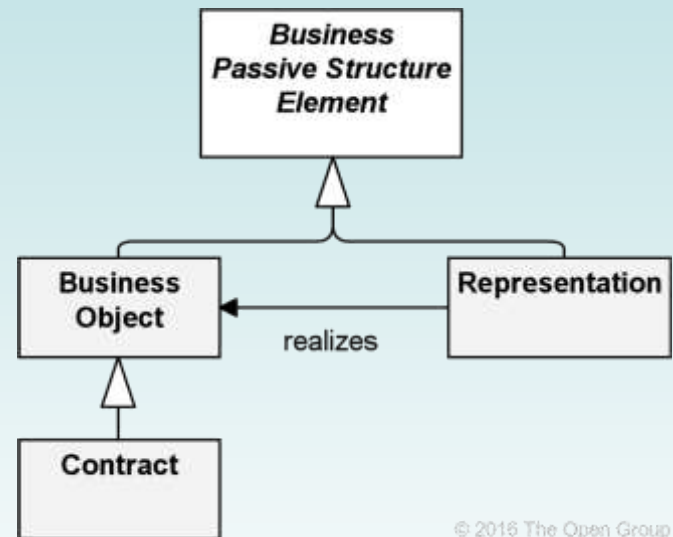 Business
Passive Structure
Element
Business
Object
Representation
realizes
Contract
© 2016 The Open Group